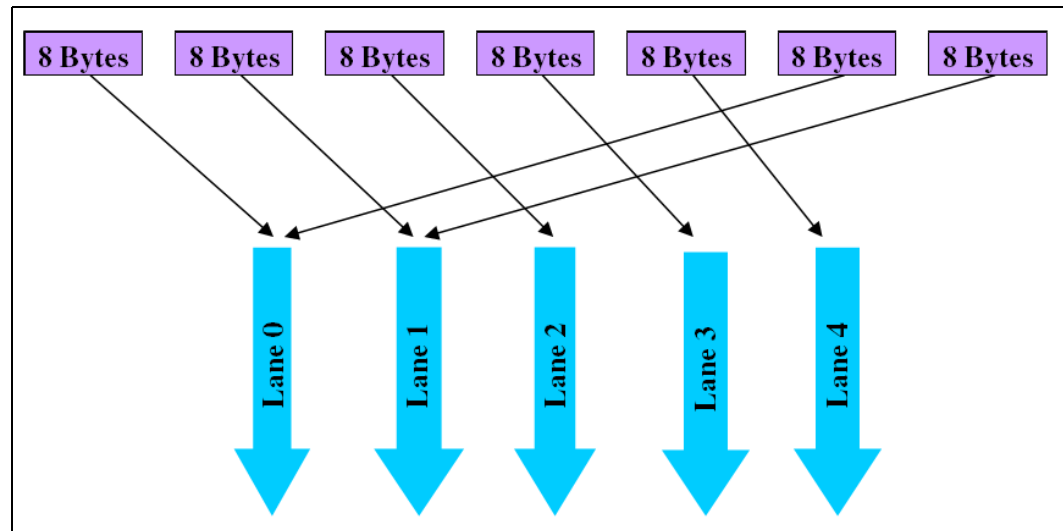 8 Bytes 8 Bytes 8 Bytes 8 Bytes 8 Bytes 8 Bytes 8 Bytes
Lane 0
Lane 1
Lane 2
Lane 3
Lane 4